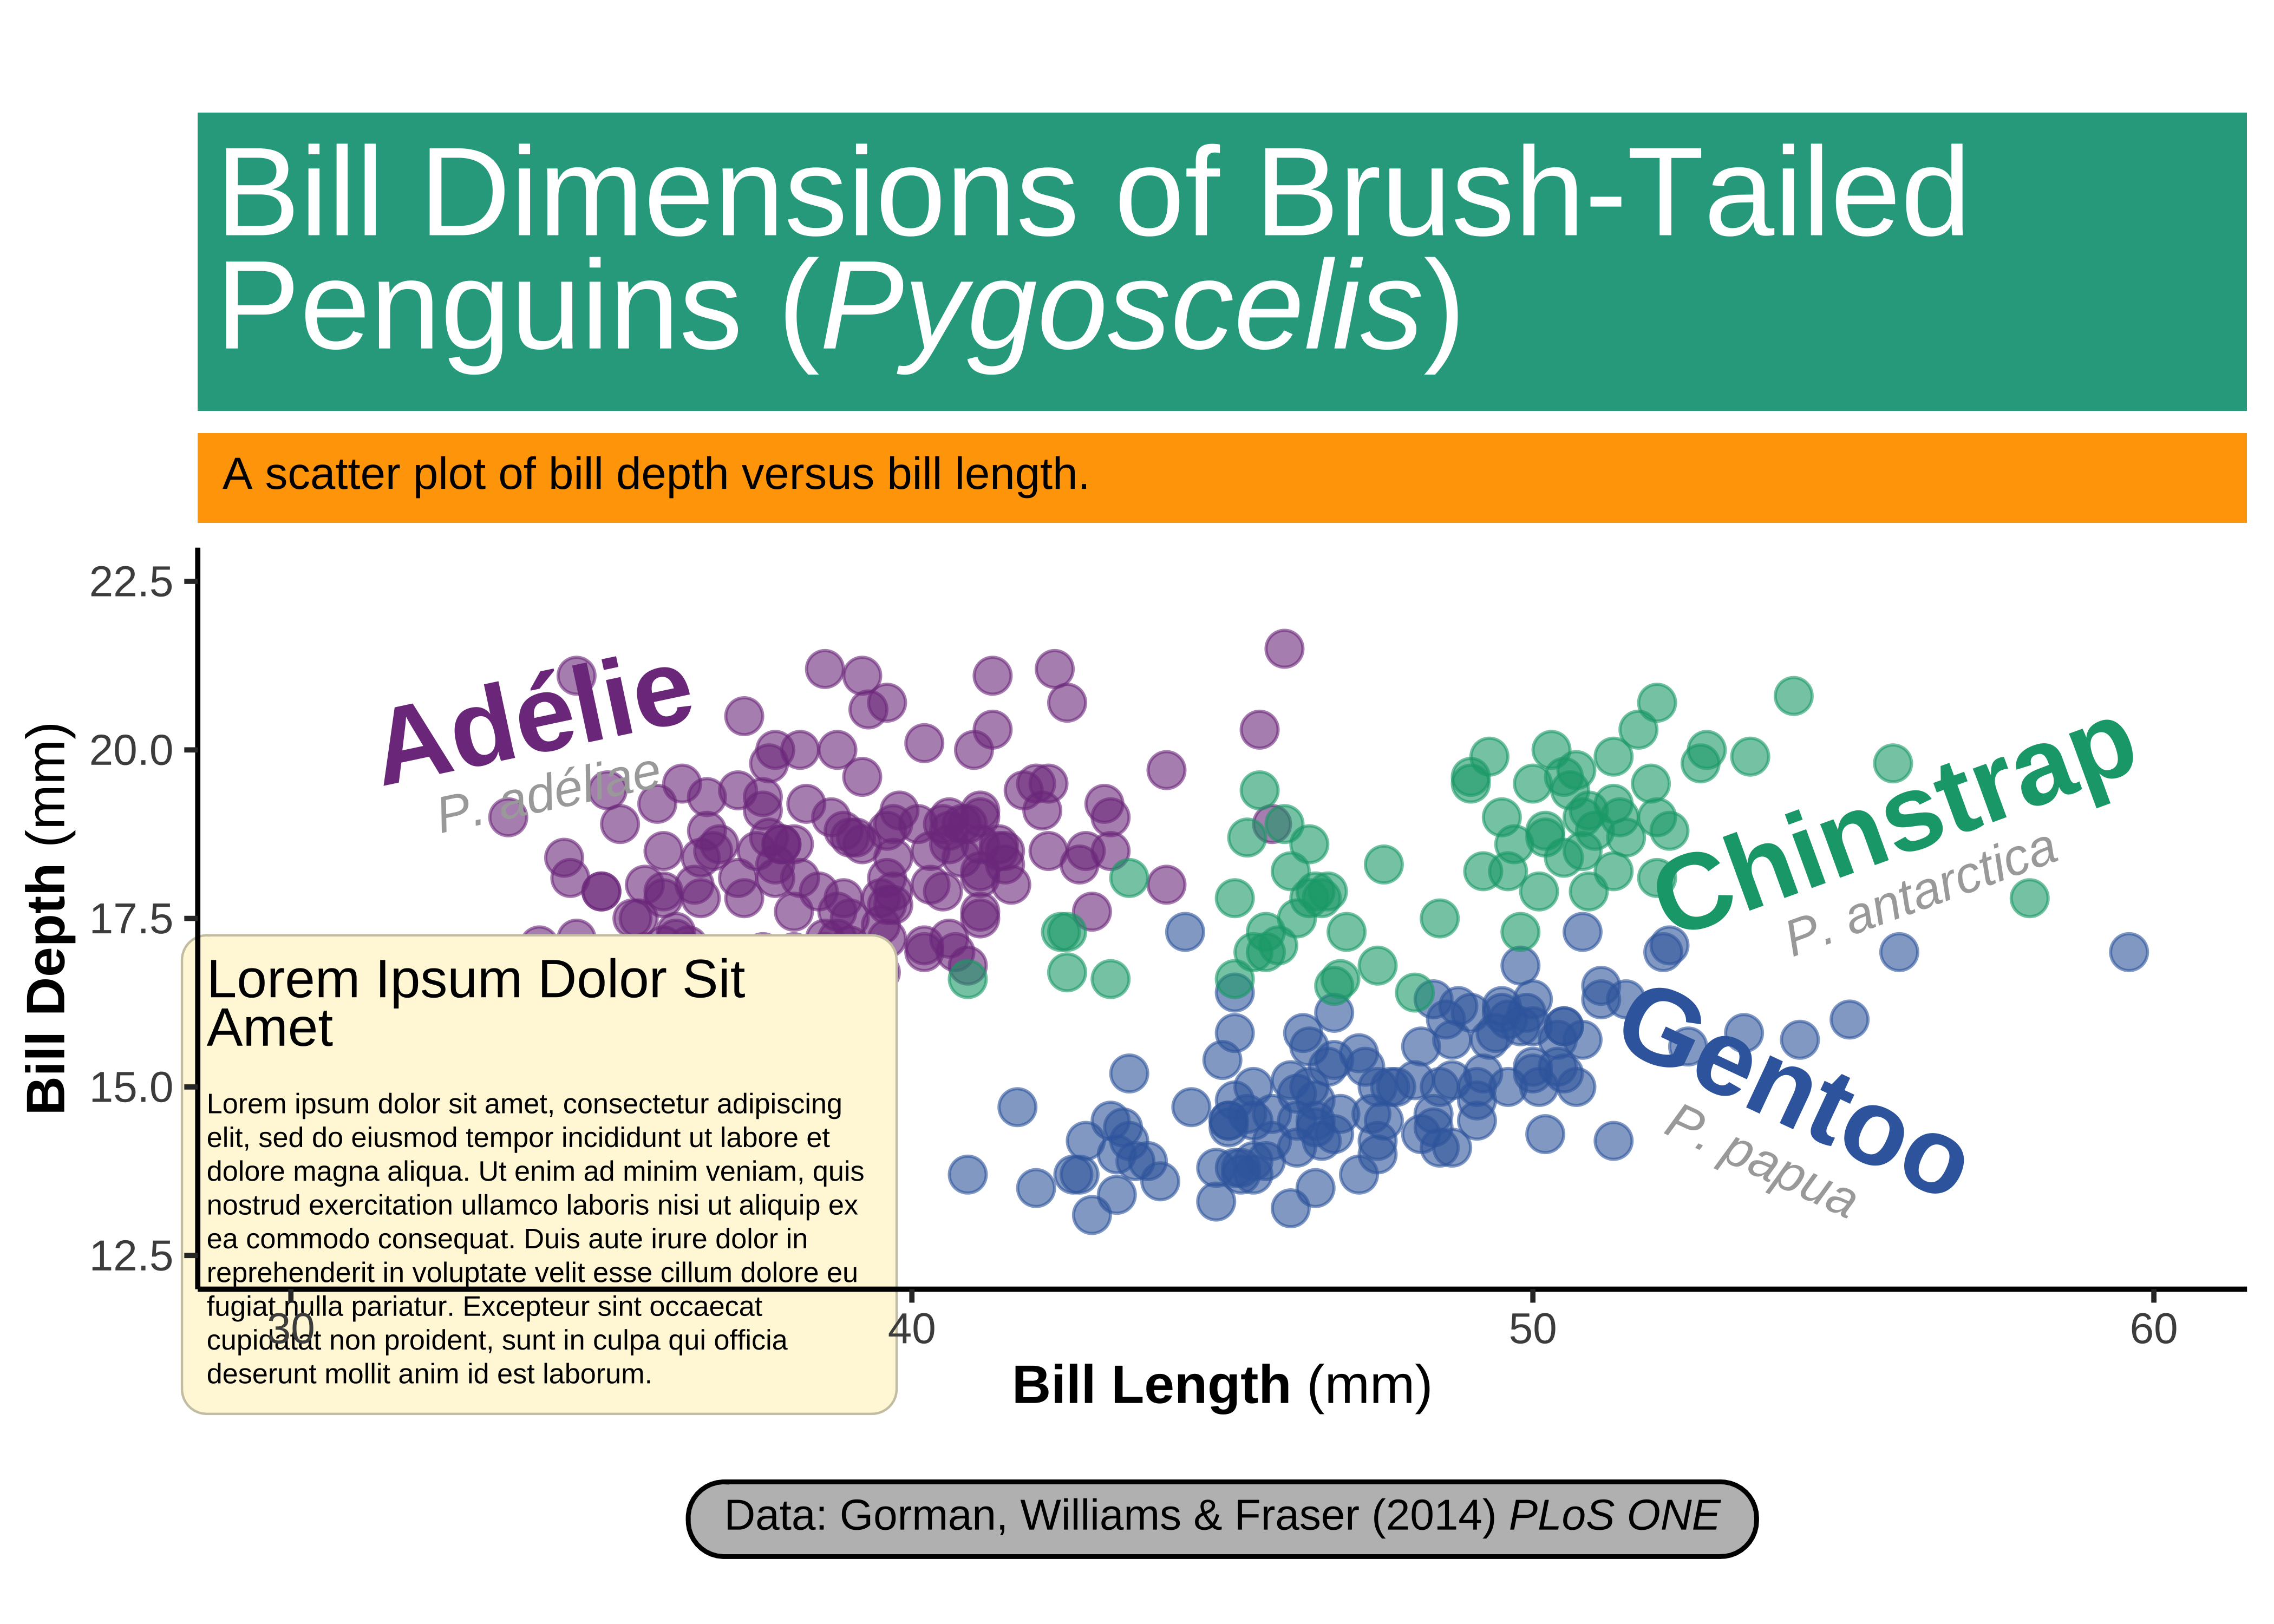 Bill Dimensions of Brush-Tailed
Penguins (Pygoscelis)
A scatter plot of bill depth versus bill length.
22.5
20.0
17.5
15.0
12.5
Bill Depth (mm)
Adélie
P. adéliae
Chinstrap
P. antarctica
Gentoo
P. papua
Lorem Ipsum Dolor Sit
Amet
Lorem ipsum dolor sit amet, consectetur adipiscing
elit, sed do eiusmod tempor incididunt ut labore et
dolore magna aliqua. Ut enim ad minim veniam, quis
nostrud exercitation ullamco laboris nisi ut aliquip ex
ea commodo consequat. Duis aute irure dolor in
reprehenderit in voluptate velit esse cillum dolore eu
fugiat nulla pariatur. Excepteur sint occaecat
cupidatat non proident, sunt in culpa qui officia
deserunt mollit anim id est laborum.
30
40
50
60
Bill Length (mm)
Data: Gorman, Williams & Fraser (2014) PLoS ONE